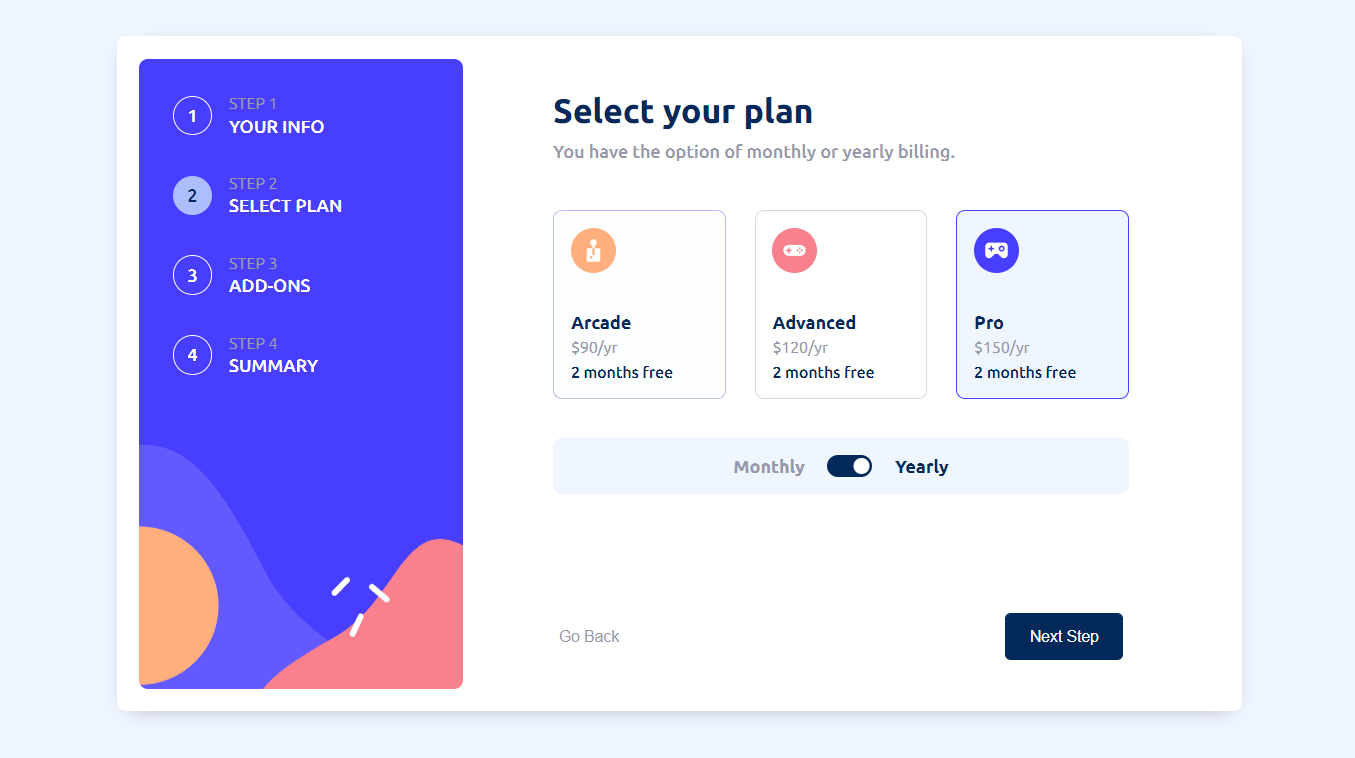 1
STEP 1
YOUR INFO
2
STEP 2
SELECT PLAN
3
STEP 3
ADD-ONS
4
STEP 4
SUMMARY
Select your plan
You have the option of monthly or yearly billing.
Arcade
$90/yr
2 months free
Advanced
$120/yr
2 months free
Pro
$150/yr
2 months free
Monthly Yearly
Go Back Next Step